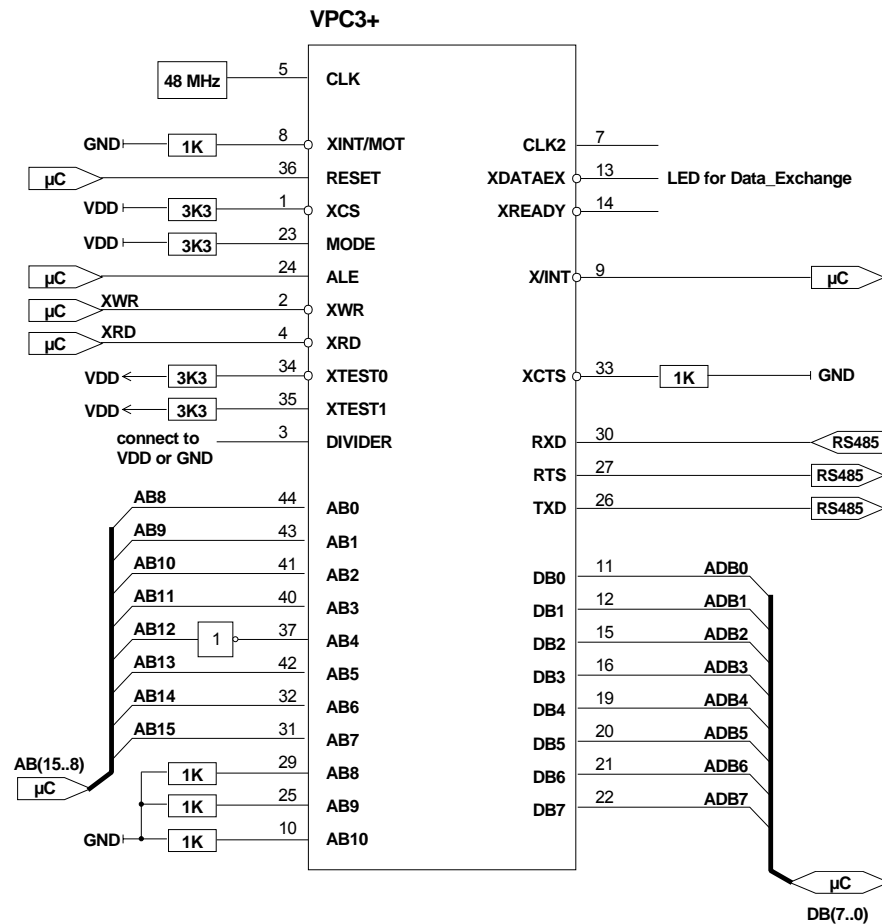 VPC3+
48 MHz 5 CLK
GND 1K 8 XINT/MOT
CLK2 7
µC 36 RESET
XDATAEX 13 LED for Data_Exchange
VDD 3K3 1 XCS
XREADY 14
VDD 3K3 23 MODE
µC 24 ALE
X/INT 9 µC
µC XWR 2 XWR
µC XRD 4 XRD
VDD 3K3 34 XTEST0
XCTS 33 1K GND
VDD 3K3 35 XTEST1
connect to
VDD or GND
3 DIVIDER
RXD 30 RS485
RTS 27 RS485
TXD 26 RS485
AB8 44 AB0
AB9 43 AB1
AB10 41 AB2
AB11 40 AB3
AB12 1 37 AB4
AB13 42 AB5
AB14 32 AB6
AB15 31 AB7
AB(15..8)
µC
1K 29 AB8
1K 25 AB9
GND 1K 10 AB10
DB0 11 ADB0
DB1 12 ADB1
DB2 15 ADB2
DB3 16 ADB3
DB4 19 ADB4
DB5 20 ADB5
DB6 21 ADB6
DB7 22 ADB7
µC
DB(7..0)